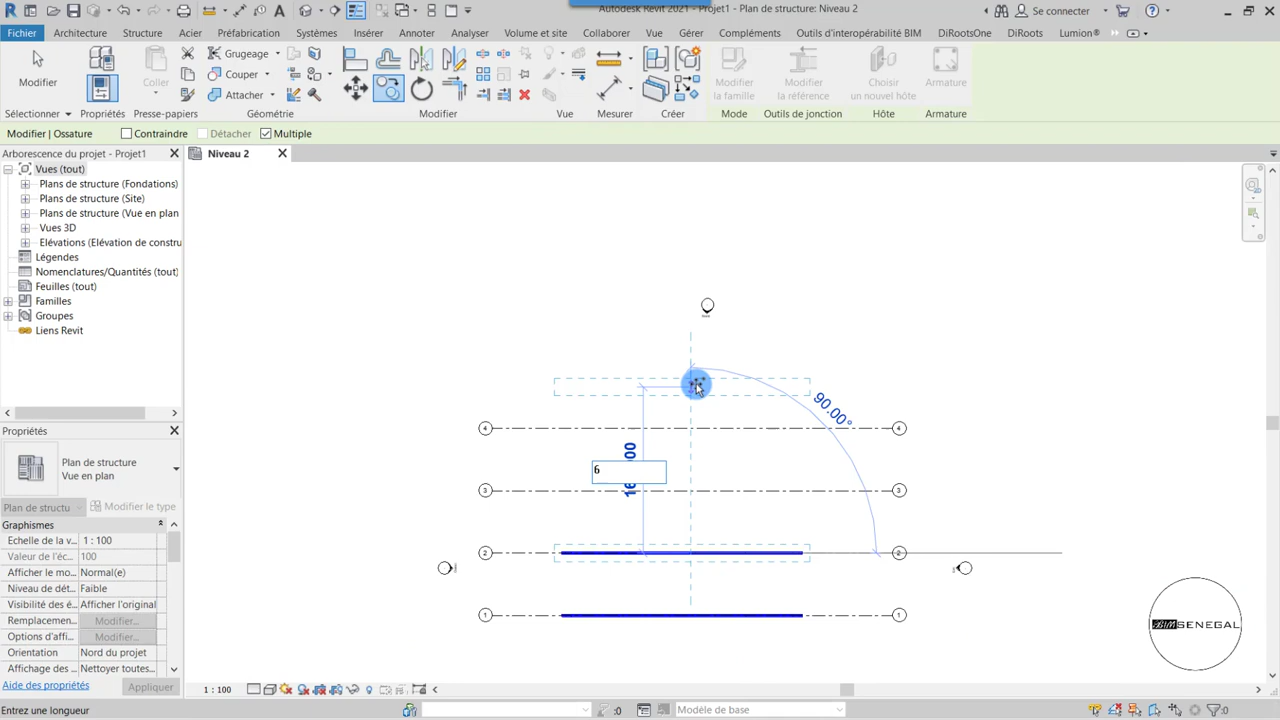 Autodesk Revit 2021 - Projet1 - Plan de structure: Niveau 2
Se connecter
Fichier Architecture Structure Acier Préfabrication Systèmes Insérer Annoter Analyser Volume et site Collaborer Vue Gérer Compléments Outils d'interopérabilité BIM DiRootsOne DiRoots Lumion®
Modifier
Coller
Grugeage
Couper
Attacher
Modifier
la famille
Modifier
la référence
Choisir
un nouvel hôte
Armature
Sélectionner Propriétés Presse-papiers Géométrie Modifier Vue Mesurer Créer Mode Outils de jonction Hôte Armature
Modifier | Ossature Contraindre Détacher Multiple
Arborescence du projet - Projet1
Niveau 2
Vues (tout)
Plans de structure (Fondations)
Plans de structure (Site)
Plans de structure (Vue en plan
Vues 3D
Elévations (Elévation de constru
Légendes
Nomenclatures/Quantités (tout)
Feuilles (tout)
Familles
Groupes
Liens Revit
Propriétés
Plan de structure
Vue en plan
Plan de structu
Modifier le type
Graphismes
Echelle de la v... 1 : 100
Valeur de l'éc... 100
Afficher le mo... Normal(e)
Niveau de dét... Faible
Visibilité des é... Afficher l'original
Remplacemen... Modifier...
Options d'affi... Modifier...
Orientation Nord du projet
Affichage des ... Nettoyer toutes...
Aide des propriétés
Appliquer
90.00°
6
4 4
3 3
2 2
1 1
BIM SENEGAL
1 : 100
Entrez une longueur
:0
Modèle de base
:0